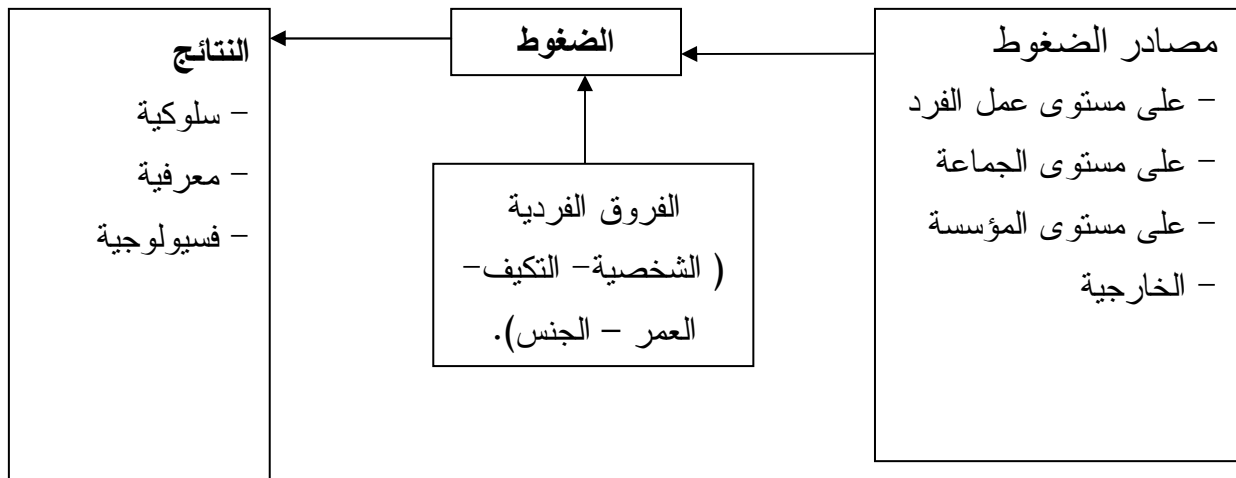 مصادر الضغوط
- على مستوى عمل الفرد
- على مستوى الجماعة
- على مستوى المؤسسة
- الخارجية
الضغوط
الفروق الفردية
( الشخصية- التكيف-
العمر – الجنس).
النتائج
- سلوكية
- معرفية
- فسيولوجية